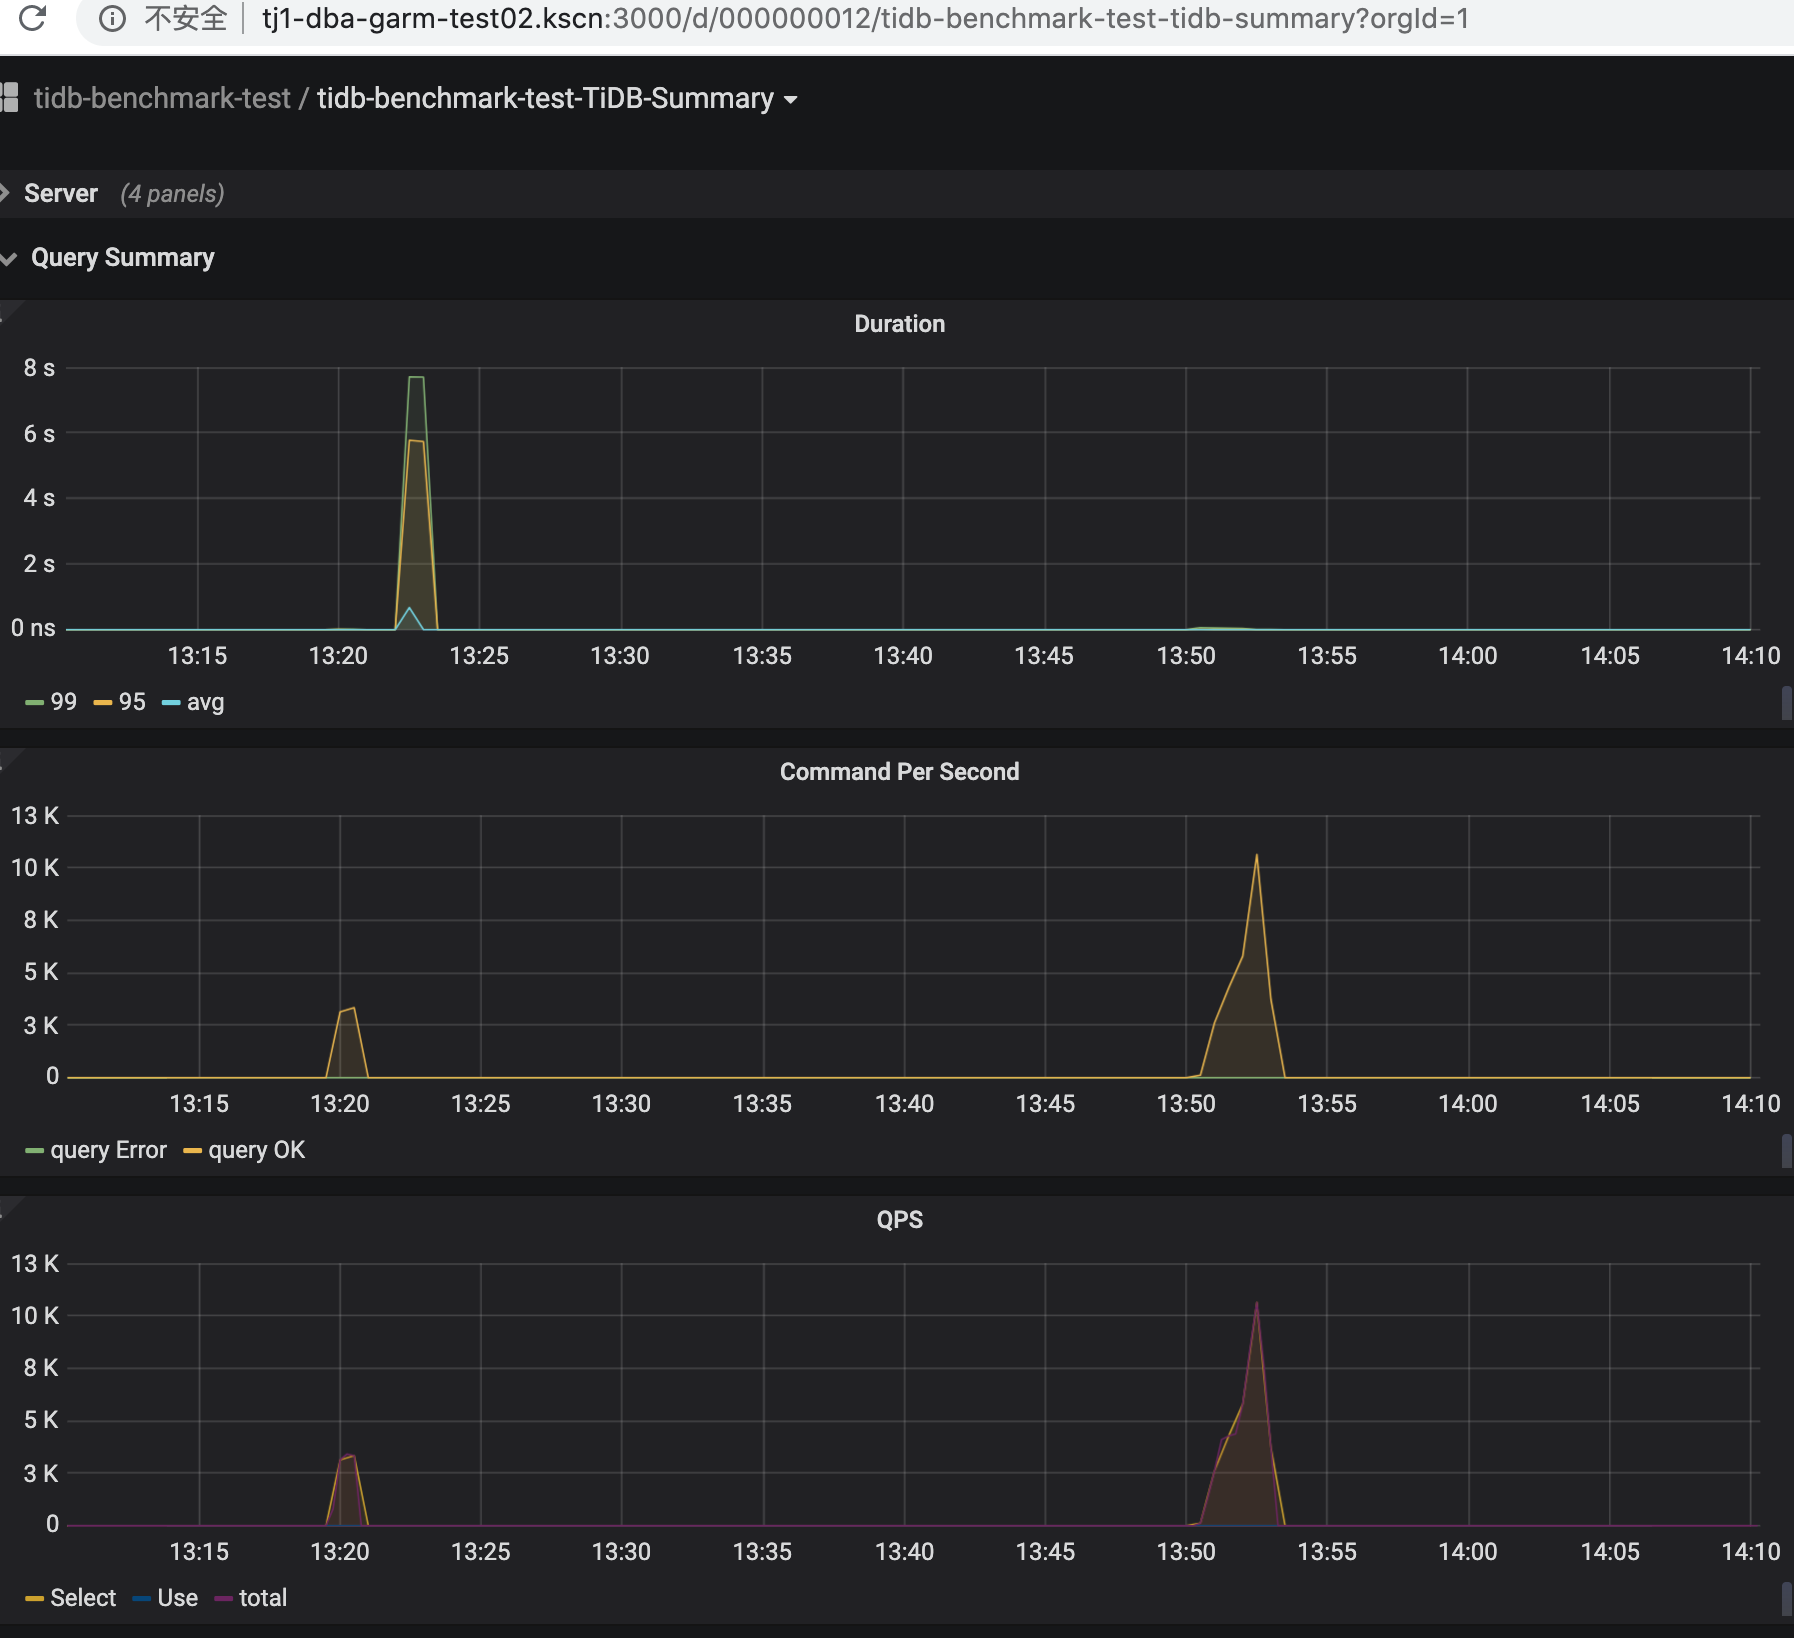 不安全 tj1-dba-garm-test02.kscn:3000/d/000000012/tidb-benchmark-test-tidb-summary?orgId=1
tidb-benchmark-test / tidb-benchmark-test-TiDB-Summary
Server (4 panels)
Query Summary
Duration
8 s
6 s
4 s
2 s
0 ns
13:15 13:20 13:25 13:30 13:35 13:40 13:45 13:50 13:55 14:00 14:05 14:10
99 95 avg
Command Per Second
13 K
10 K
8 K
5 K
3 K
0
13:15 13:20 13:25 13:30 13:35 13:40 13:45 13:50 13:55 14:00 14:05 14:10
query Error query OK
QPS
13 K
10 K
8 K
5 K
3 K
0
13:15 13:20 13:25 13:30 13:35 13:40 13:45 13:50 13:55 14:00 14:05 14:10
Select Use total